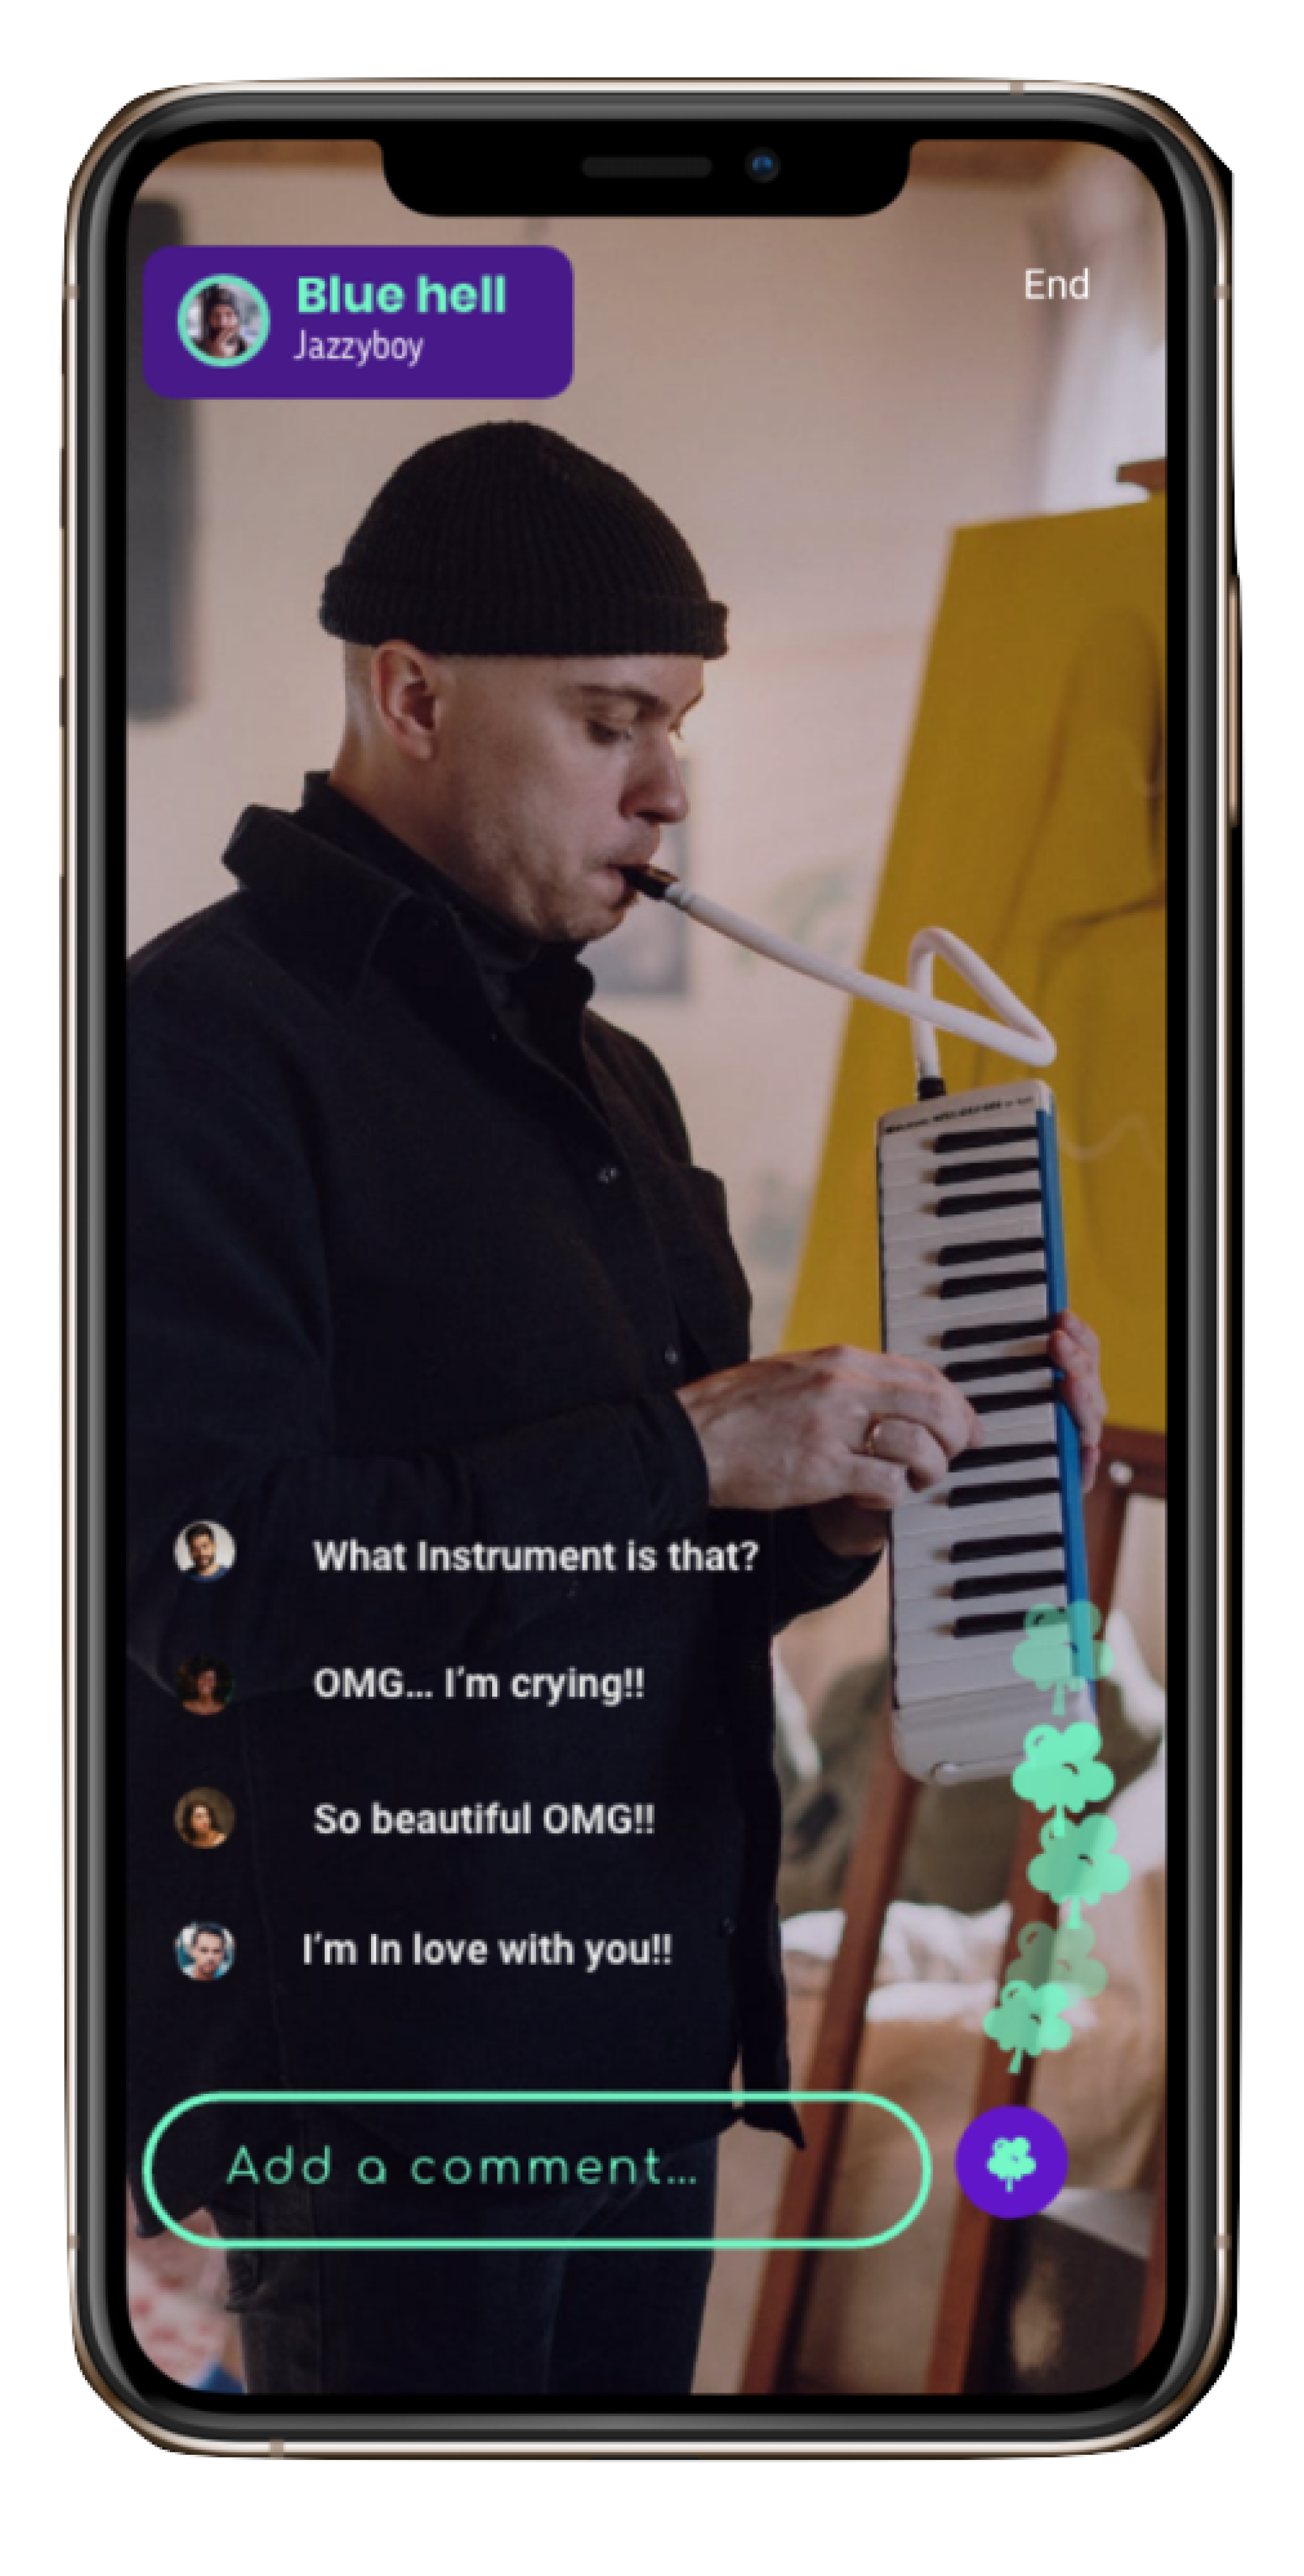 Blue hell
Jazzyboy
End
What Instrument is that?
OMG... I'm crying!!
So beautiful OMG!!
I'm In love with you!!
Add a comment...